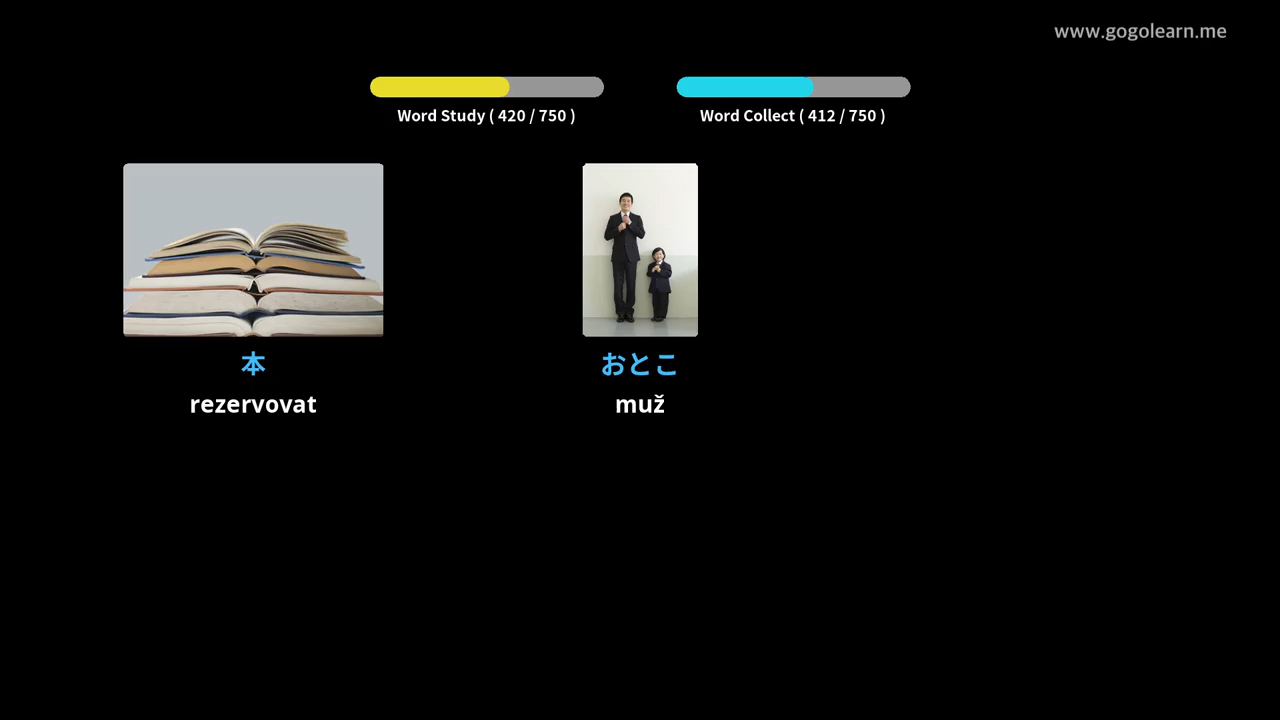 www.gogolearn.me
Word Study ( 420 / 750 )
Word Collect ( 412 / 750 )
本
rezervovat
おとこ
muž